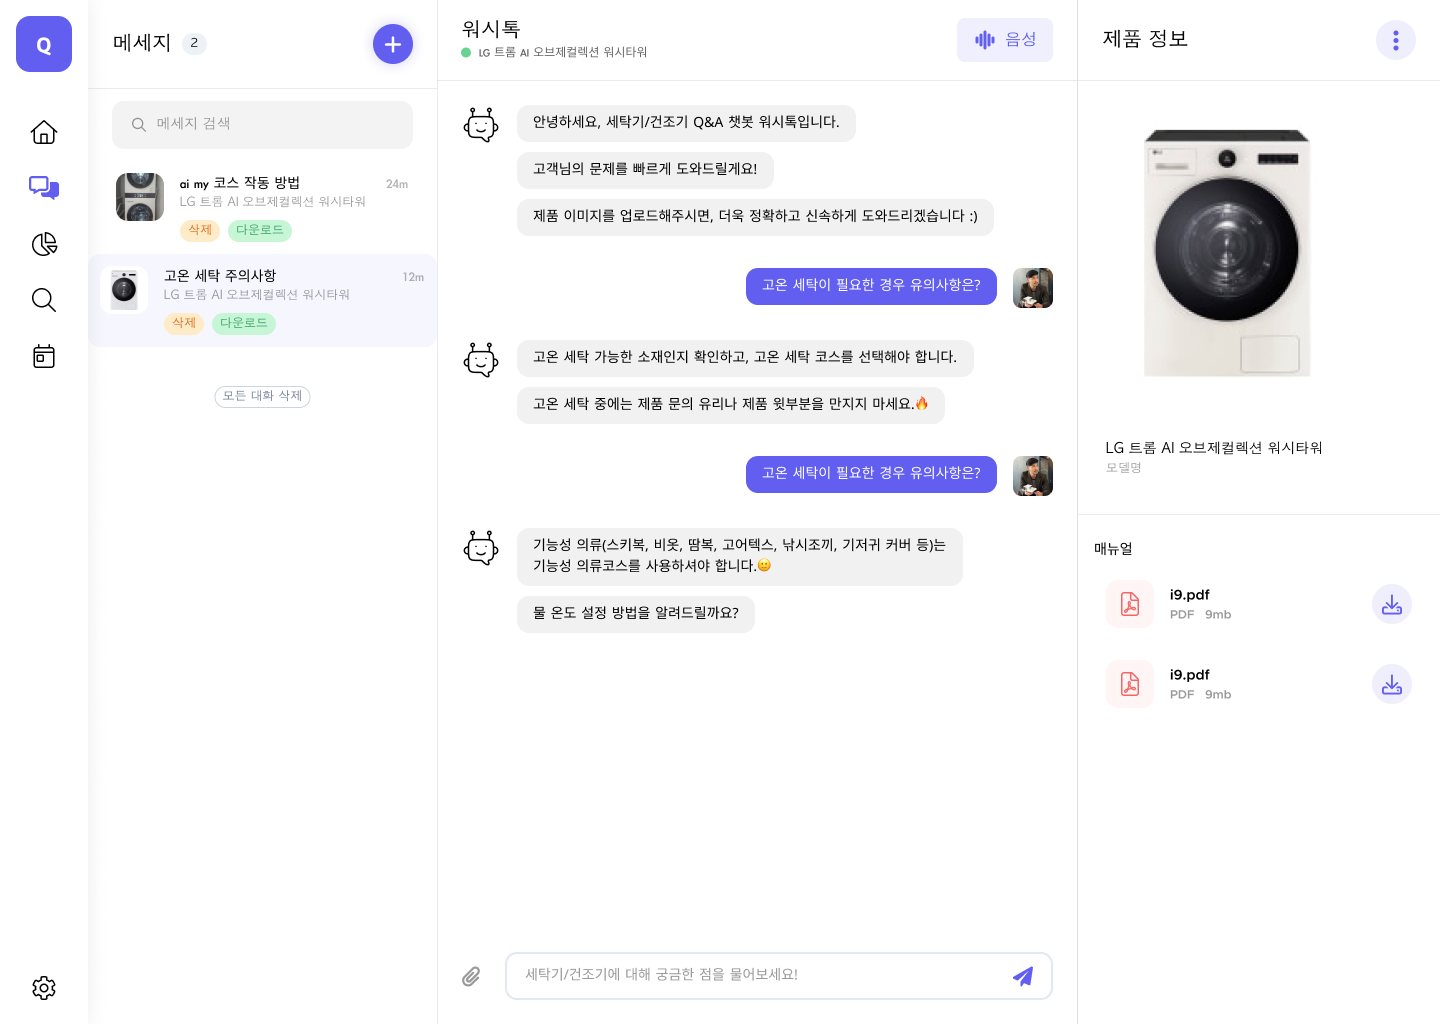 Q
메세지 2
메세지 검색
ai my 코스 작동 방법 24m
LG 트롬 AI 오브제컬렉션 워시타워
삭제 다운로드
고온 세탁 주의사항 12m
LG 트롬 AI 오브제컬렉션 워시타워
삭제 다운로드
모든 대화 삭제
워시톡
LG 트롬 AI 오브제컬렉션 워시타워
음성
안녕하세요, 세탁기/건조기 Q&A 챗봇 워시톡입니다.
고객님의 문제를 빠르게 도와드릴게요!
제품 이미지를 업로드해주시면, 더욱 정확하고 신속하게 도와드리겠습니다 :)
고온 세탁이 필요한 경우 유의사항은?
고온 세탁 가능한 소재인지 확인하고, 고온 세탁 코스를 선택해야 합니다.
고온 세탁 중에는 제품 문의 유리나 제품 윗부분을 만지지 마세요.🔥
고온 세탁이 필요한 경우 유의사항은?
기능성 의류(스키복, 비옷, 땀복, 고어텍스, 낚시조끼, 기저귀 커버 등)는
기능성 의류코스를 사용하셔야 합니다.🙂
물 온도 설정 방법을 알려드릴까요?
세탁기/건조기에 대해 궁금한 점을 물어보세요!
제품 정보
LG 트롬 AI 오브제컬렉션 워시타워
모델명
매뉴얼
i9.pdf
PDF 9mb
i9.pdf
PDF 9mb